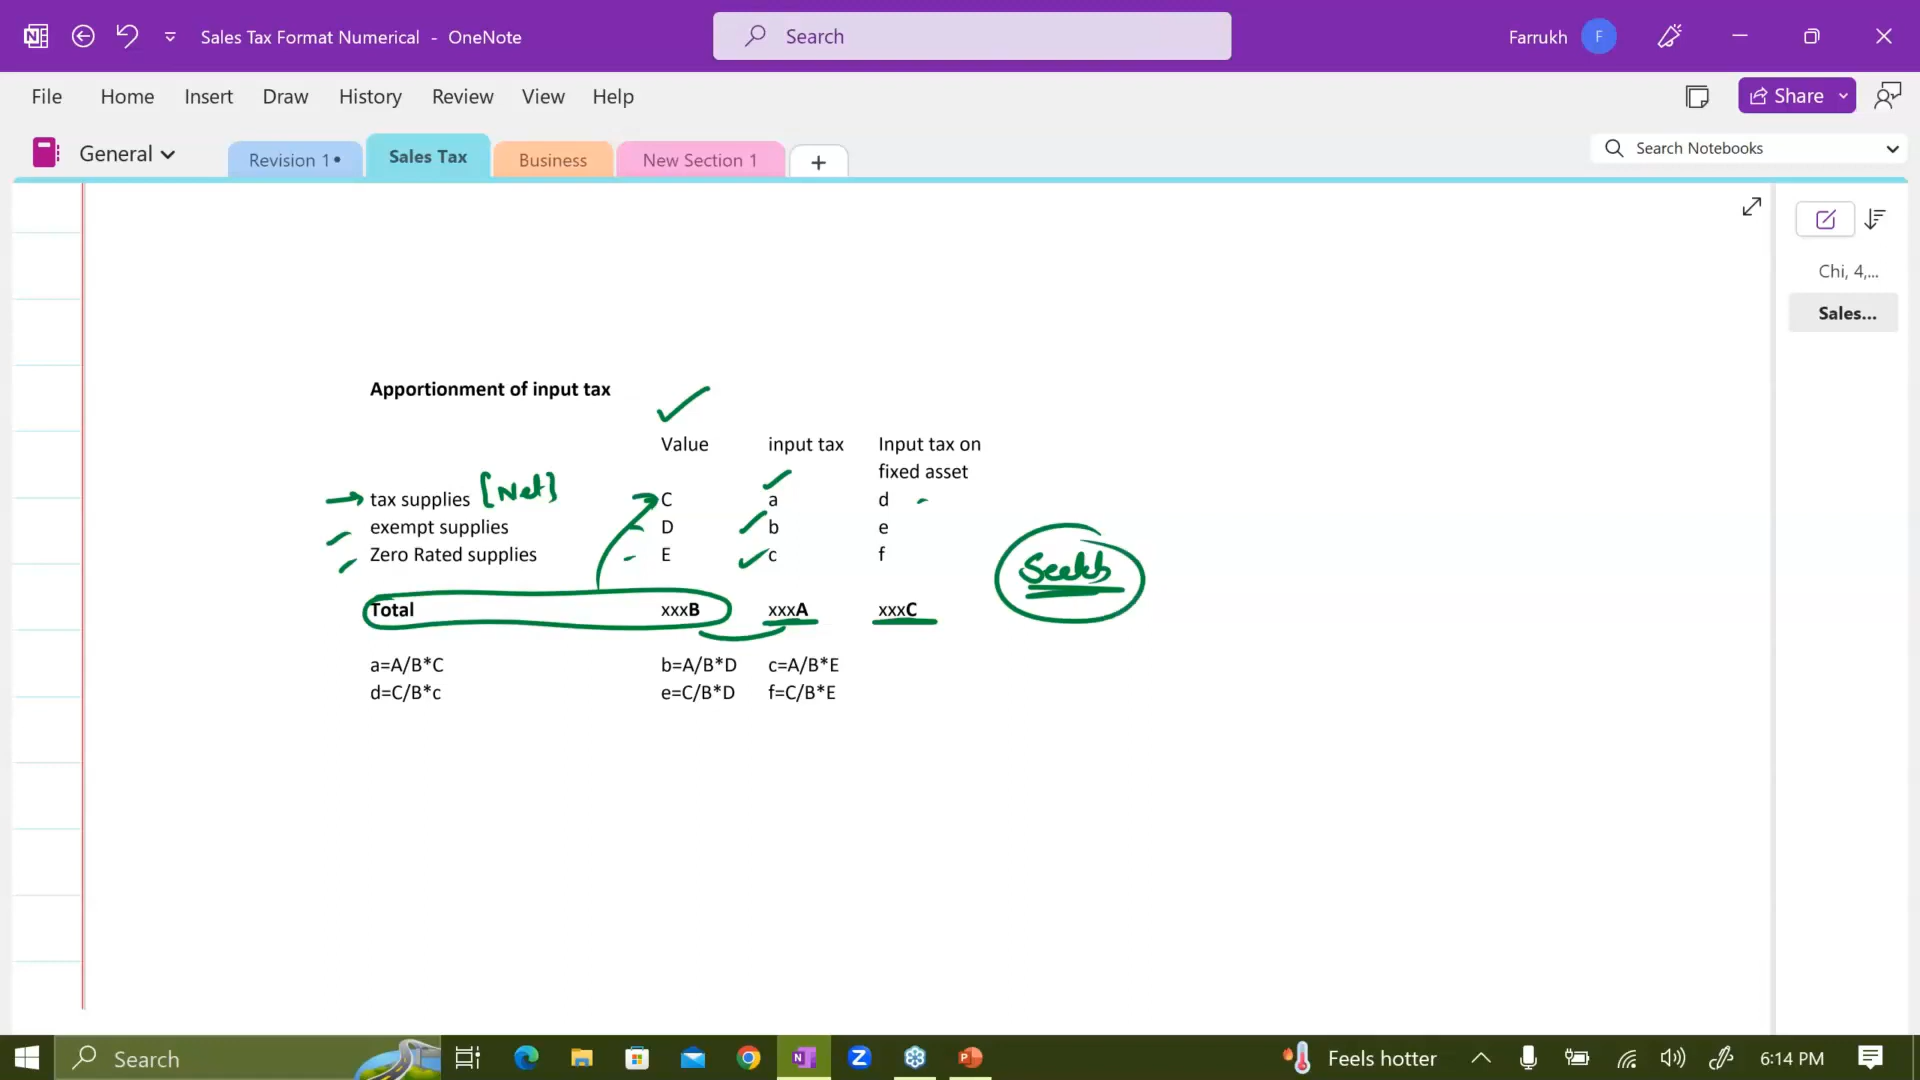 Sales Tax Format Numerical - OneNote
Search
Farrukh F
File Home Insert Draw History Review View Help
Share
General
Revision 1•
Sales Tax
Business
New Section 1
+
Search Notebooks
Chi, 4,...
Sales...
Apportionment of input tax
Value input tax Input tax on
fixed asset
tax supplies [Net] C a d
exempt supplies D b e
Zero Rated supplies E c f
Total xxxB xxxA xxxC
a=A/B*C b=A/B*D c=A/B*E
d=C/B*c e=C/B*D f=C/B*E
Search
Feels hotter
6:14 PM